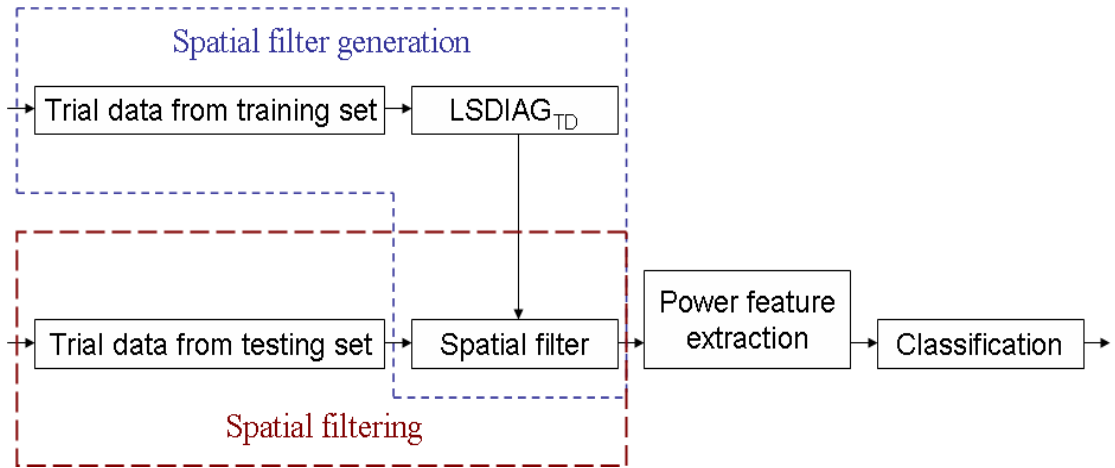 Spatial filter generation
Trial data from training set
LSDIAG_TD
Trial data from testing set
Spatial filter
Power feature
extraction
Classification
Spatial filtering